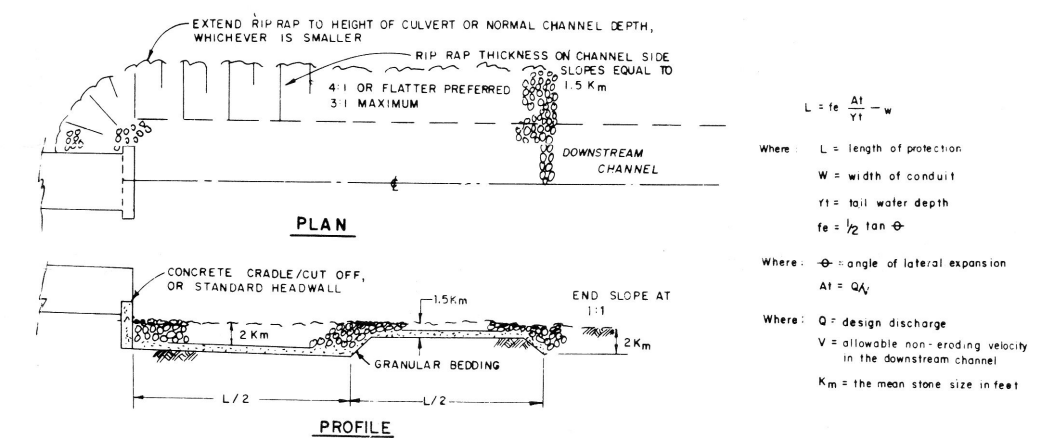 EXTEND RIP RAP TO HEIGHT OF CULVERT OR NORMAL CHANNEL DEPTH,
WHICHEVER IS SMALLER
RIP RAP THICKNESS ON CHANNEL SIDE
SLOPES EQUAL TO
1.5 Km
4:1 OR FLATTER PREFERRED
3:1 MAXIMUM
DOWNSTREAM
CHANNEL
℄
PLAN
CONCRETE CRADLE/CUT OFF,
OR STANDARD HEADWALL
1.5Km
END SLOPE AT
1:1
2 Km
2Km
GRANULAR BEDDING
L/2
L/2
PROFILE
L = fe At/Yt - w
Where: L = length of protection
W = width of conduit
Yt = tail water depth
fe = 1/2 tan Θ
Where: Θ = angle of lateral expansion
At = Q/V
Where: Q = design discharge
V = allowable non-eroding velocity
in the downstream channel
Km = the mean stone size in feet